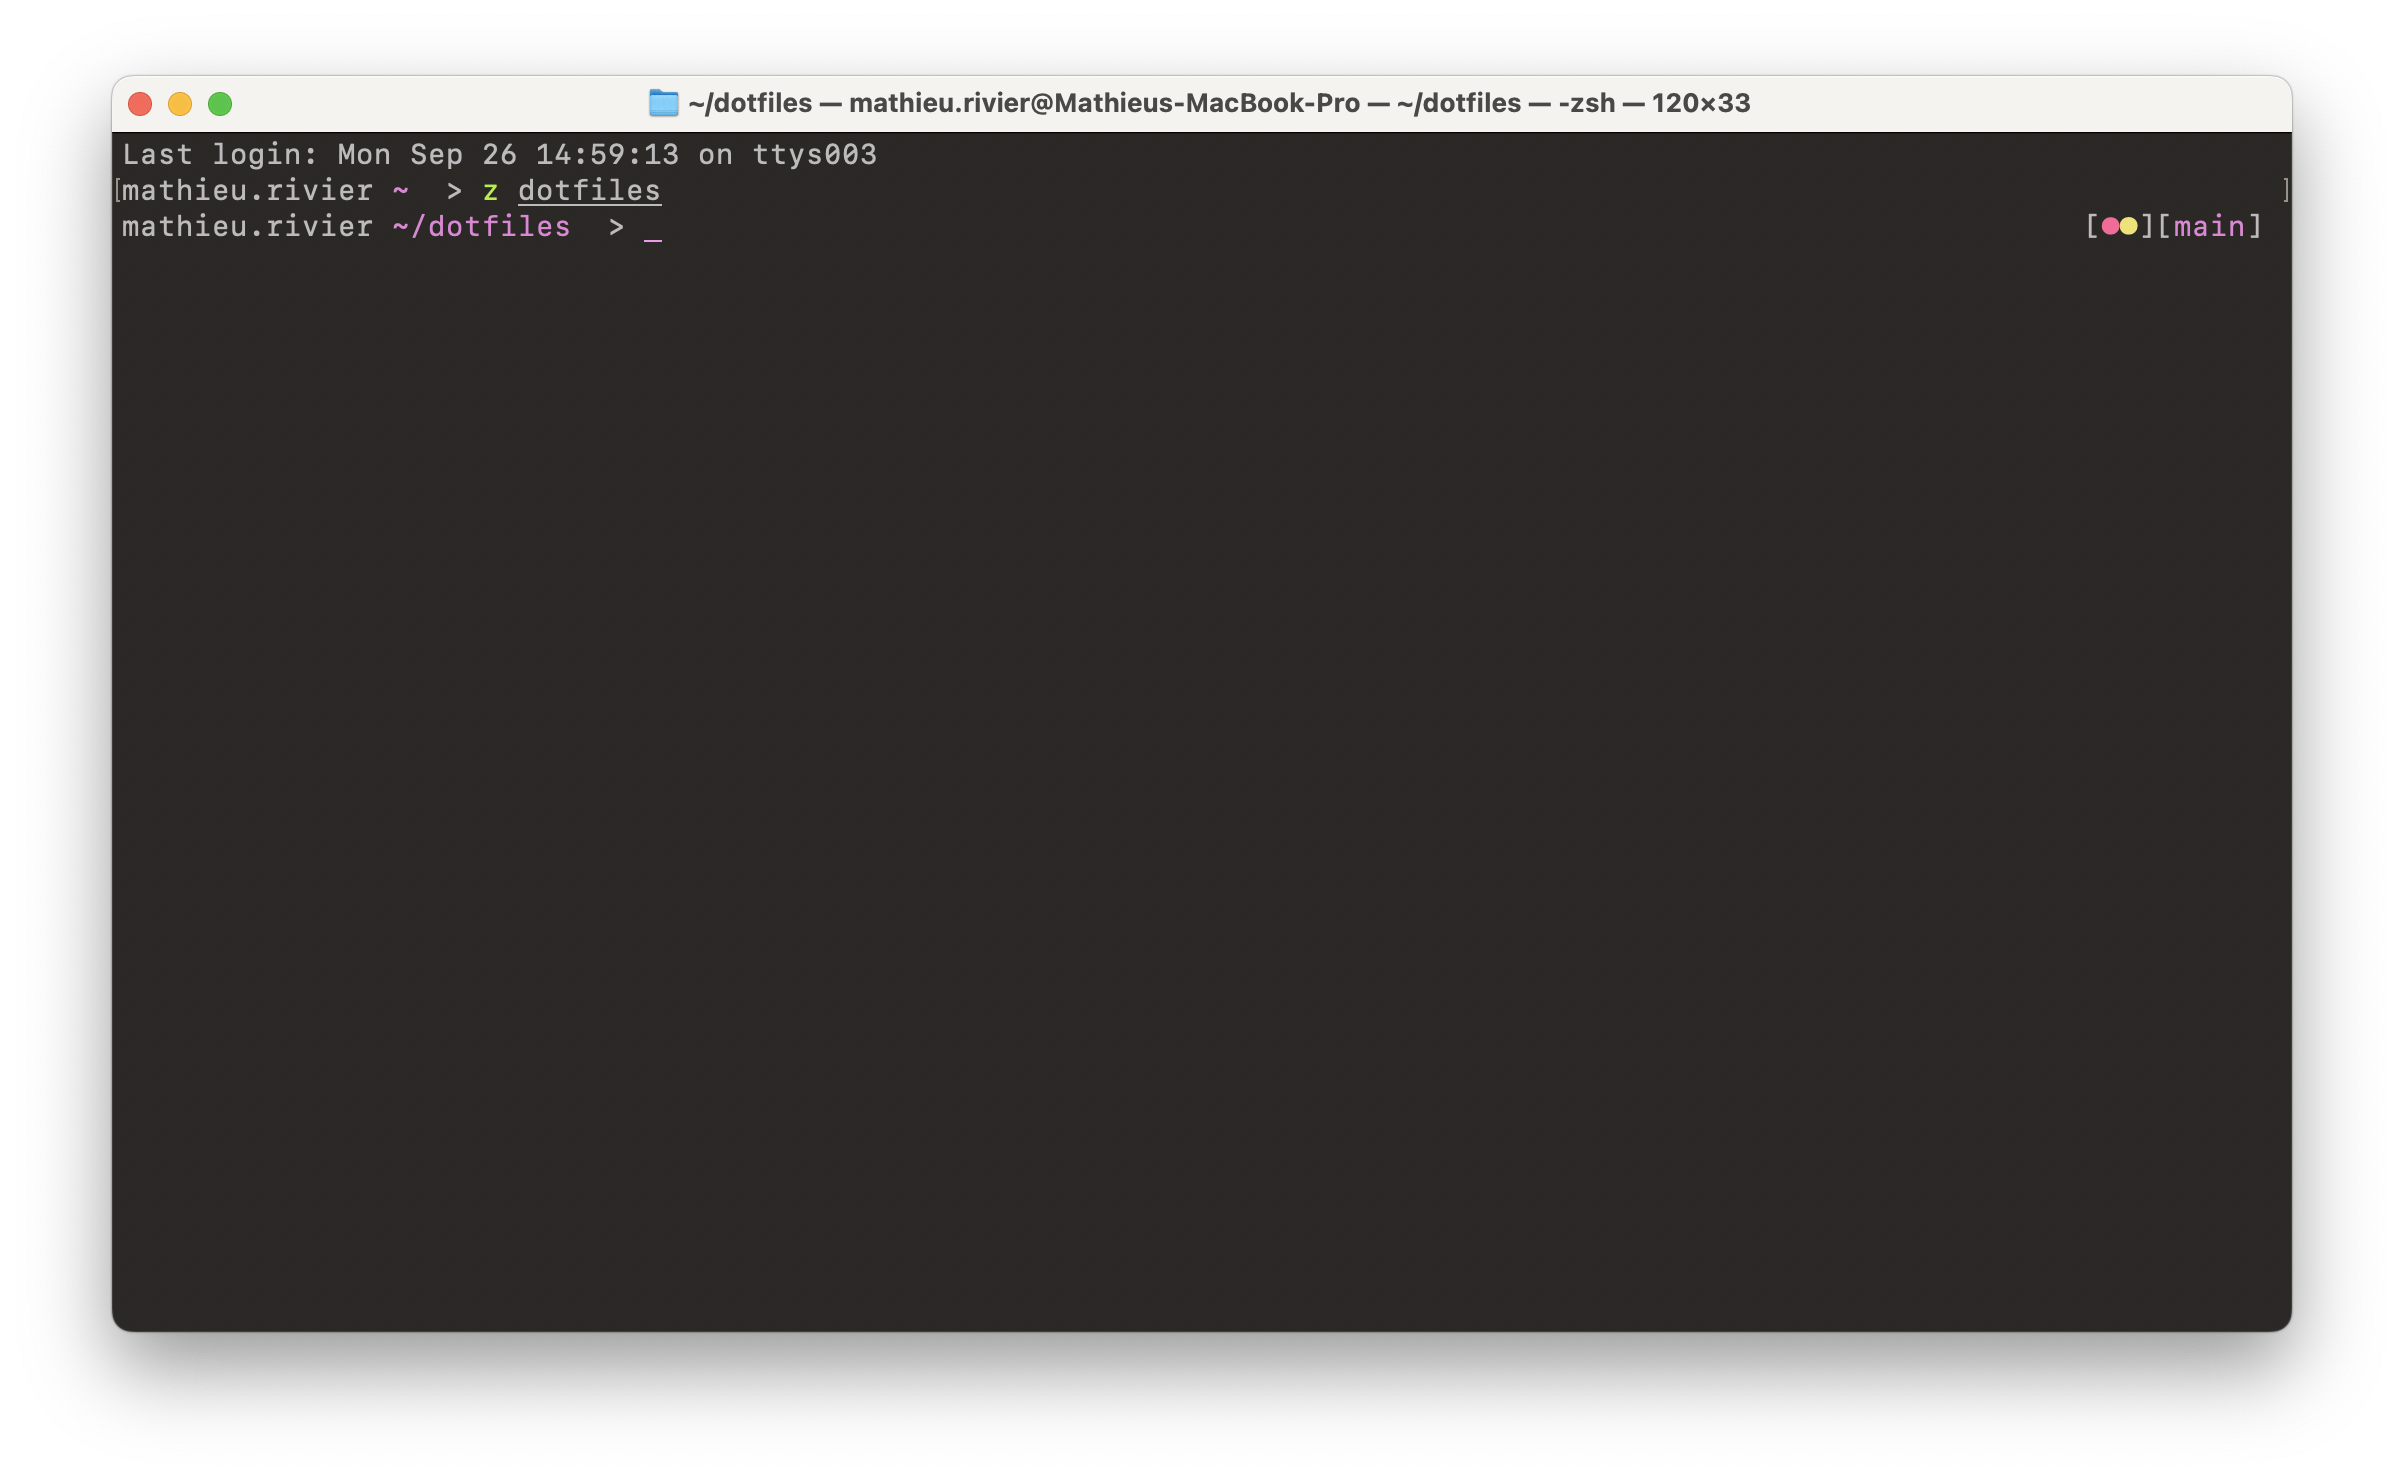 ~/dotfiles — mathieu.rivier@Mathieus-MacBook-Pro — ~/dotfiles — -zsh — 120×33
Last login: Mon Sep 26 14:59:13 on ttys003
[mathieu.rivier ~  > z dotfiles ]
mathieu.rivier ~/dotfiles  > _ [●●][main]